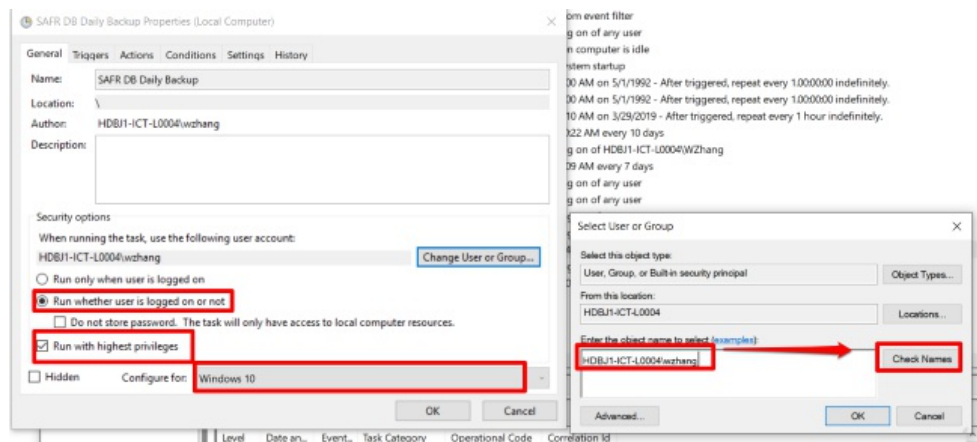 SAFR DB Daily Backup Properties (Local Computer)
General Triggers Actions Conditions Settings History
Name: SAFR DB Daily Backup
Location: \
Author: HDBJ1-ICT-L0004\wzhang
Description:
Security options
When running the task, use the following user account:
HDBJ1-ICT-L0004\wzhang Change User or Group...
Run only when user is logged on
Run whether user is logged on or not
Do not store password. The task will only have access to local computer resources.
Run with highest privileges
Hidden Configure for: Windows 10
OK Cancel
event filter
g on of any user
computer is idle
startup
00 AM on 5/1/1992 - After triggered, repeat every 1.00:00:00 indefinitely.
00 AM on 5/1/1992 - After triggered, repeat every 1.00:00:00 indefinitely.
10 AM on 3/29/2019 - After triggered, repeat every 1 hour indefinitely.
:22 AM every 10 days
g on of HDBJ1-ICT-L0004\WZhang
09 AM every 7 days
g on of any user
g on of any user
Select User or Group
Select this object type:
User, Group, or Built-in security principal Object Types...
From this location:
HDBJ1-ICT-L0004 Locations...
Enter the object name to select (examples):
HDBJ1-ICT-L0004\wzhang Check Names
Advanced... OK Cancel
Level Date an... Event... Task Category Operational Code Correlation Id